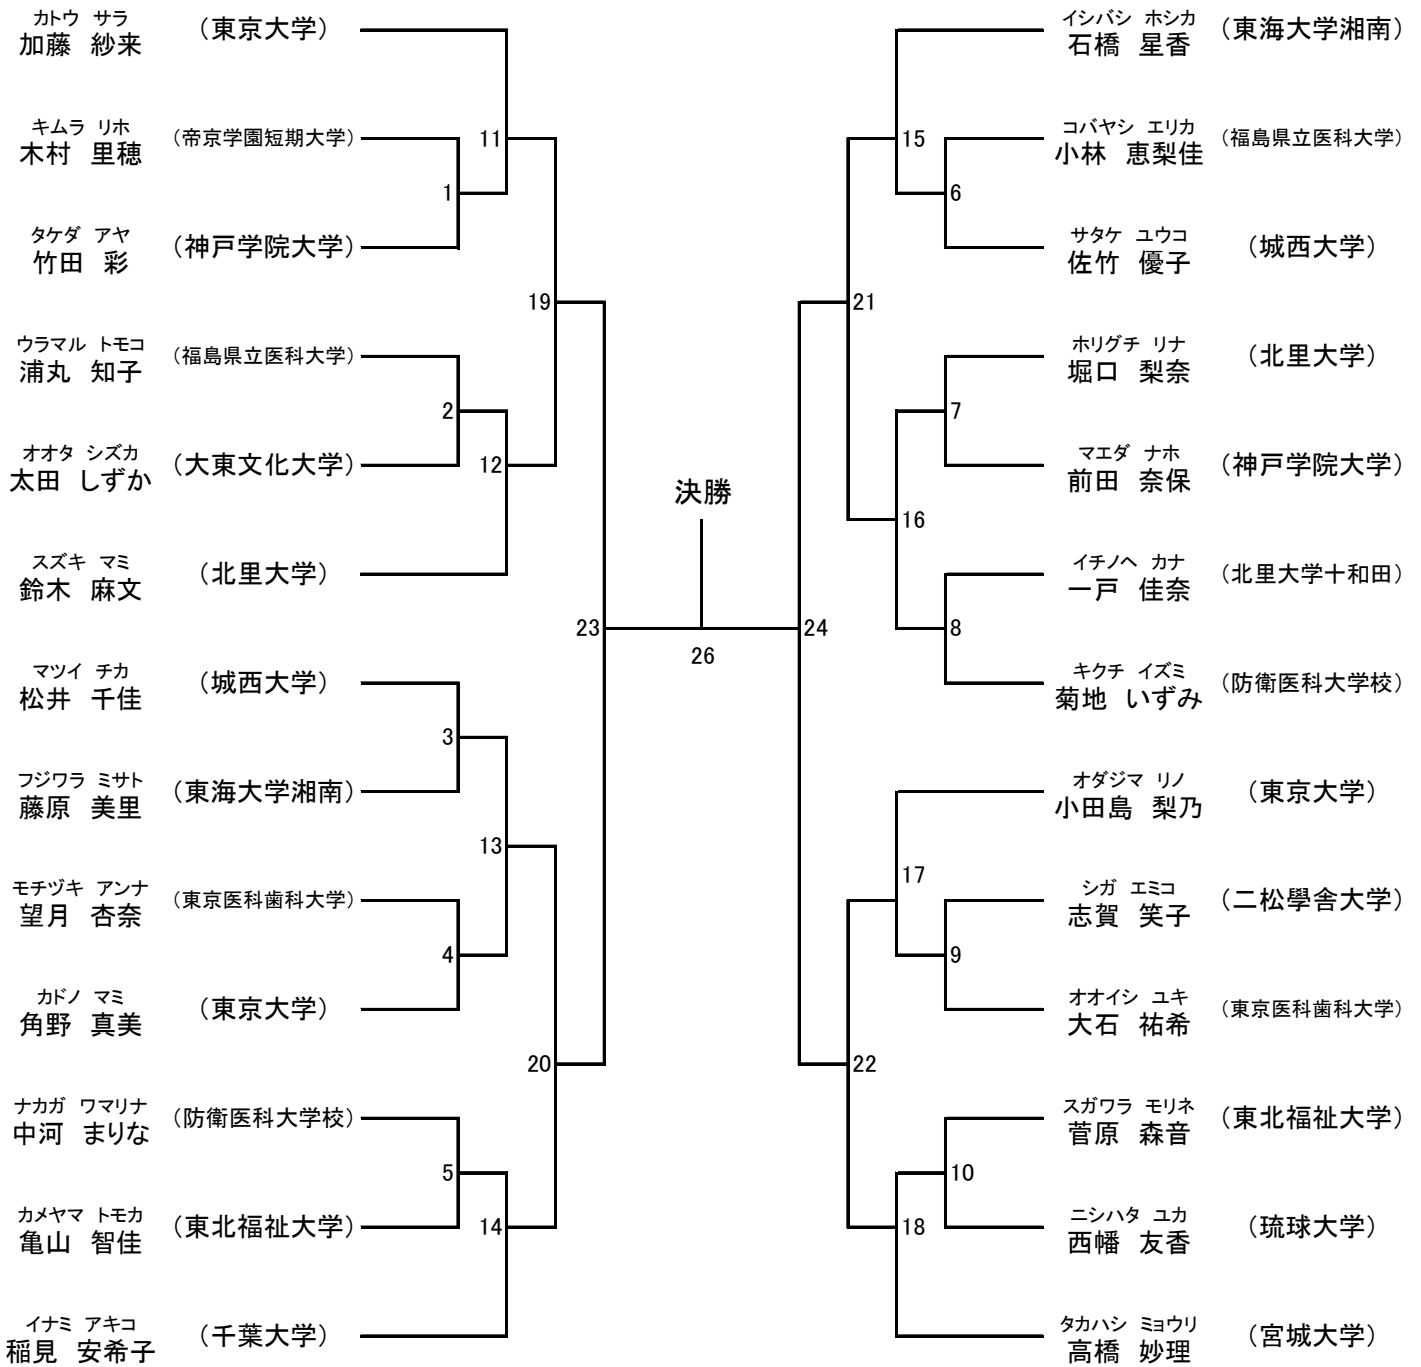 カトウ サラ
加藤 紗来 (東京大学)
キムラ リホ
木村 里穂 (帝京学園短期大学)
11
1
タケダ アヤ
竹田 彩 (神戸学院大学)
19
ウラマル トモコ
浦丸 知子 (福島県立医科大学)
2
オオタ シズカ
太田 しずか (大東文化大学)
12
スズキ マミ
鈴木 麻文 (北里大学)
23
マツイ チカ
松井 千佳 (城西大学)
3
フジワラ ミサト
藤原 美里 (東海大学湘南)
13
モチヅキ アンナ
望月 杏奈 (東京医科歯科大学)
4
カドノ マミ
角野 真美 (東京大学)
20
ナカガ ワマリナ
中河 まりな (防衛医科大学校)
5
カメヤマ トモカ
亀山 智佳 (東北福祉大学)
14
イナミ アキコ
稲見 安希子 (千葉大学)
決勝
26
イシバシ ホシカ
石橋 星香 (東海大学湘南)
15
コバヤシ エリカ
小林 恵梨佳 (福島県立医科大学)
6
サタケ ユウコ
佐竹 優子 (城西大学)
21
ホリグチ リナ
堀口 梨奈 (北里大学)
7
マエダ ナホ
前田 奈保 (神戸学院大学)
16
イチノヘ カナ
一戸 佳奈 (北里大学十和田)
24
8
キクチ イズミ
菊地 いずみ (防衛医科大学校)
オダジマ リノ
小田島 梨乃 (東京大学)
17
シガ エミコ
志賀 笑子 (二松學舎大学)
9
オオイシ ユキ
大石 祐希 (東京医科歯科大学)
22
スガワラ モリネ
菅原 森音 (東北福祉大学)
10
ニシハタ ユカ
西幡 友香 (琉球大学)
18
タカハシ ミョウリ
高橋 妙理 (宮城大学)